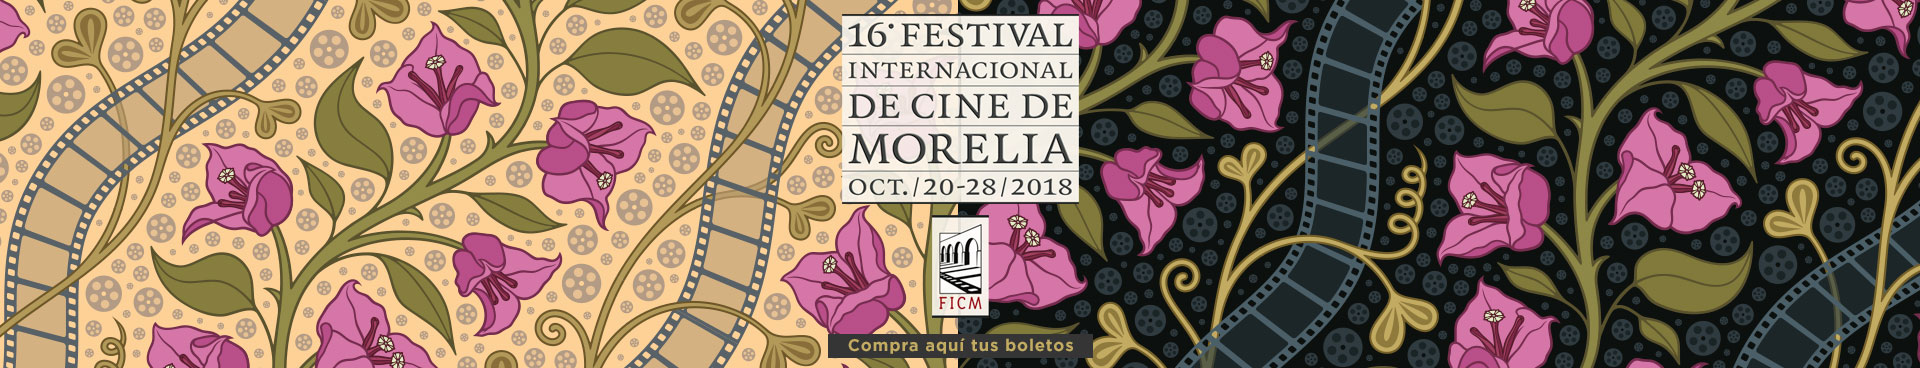 16° FESTIVAL
INTERNACIONAL
DE CINE DE
MORELIA
OCT./20-28/2018
FICM
Compra aquí tus boletos